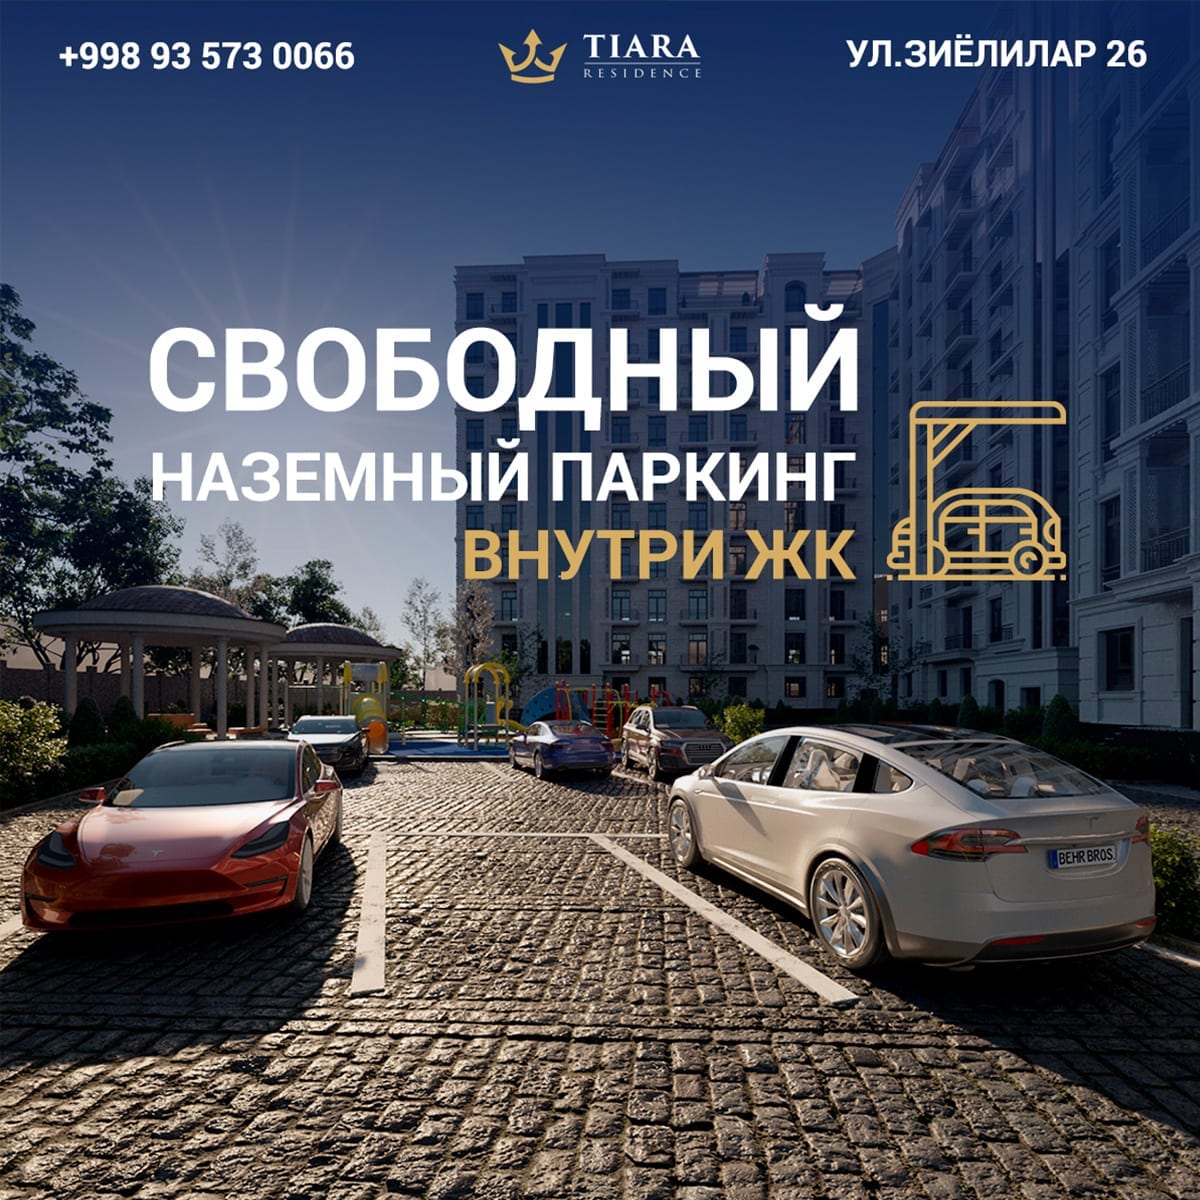 +998 93 573 0066
TIARA
RESIDENCE
УЛ.ЗИЁЛИЛАР 26
СВОБОДНЫЙ
НАЗЕМНЫЙ ПАРКИНГ
ВНУТРИ ЖК
BEHR BROS.